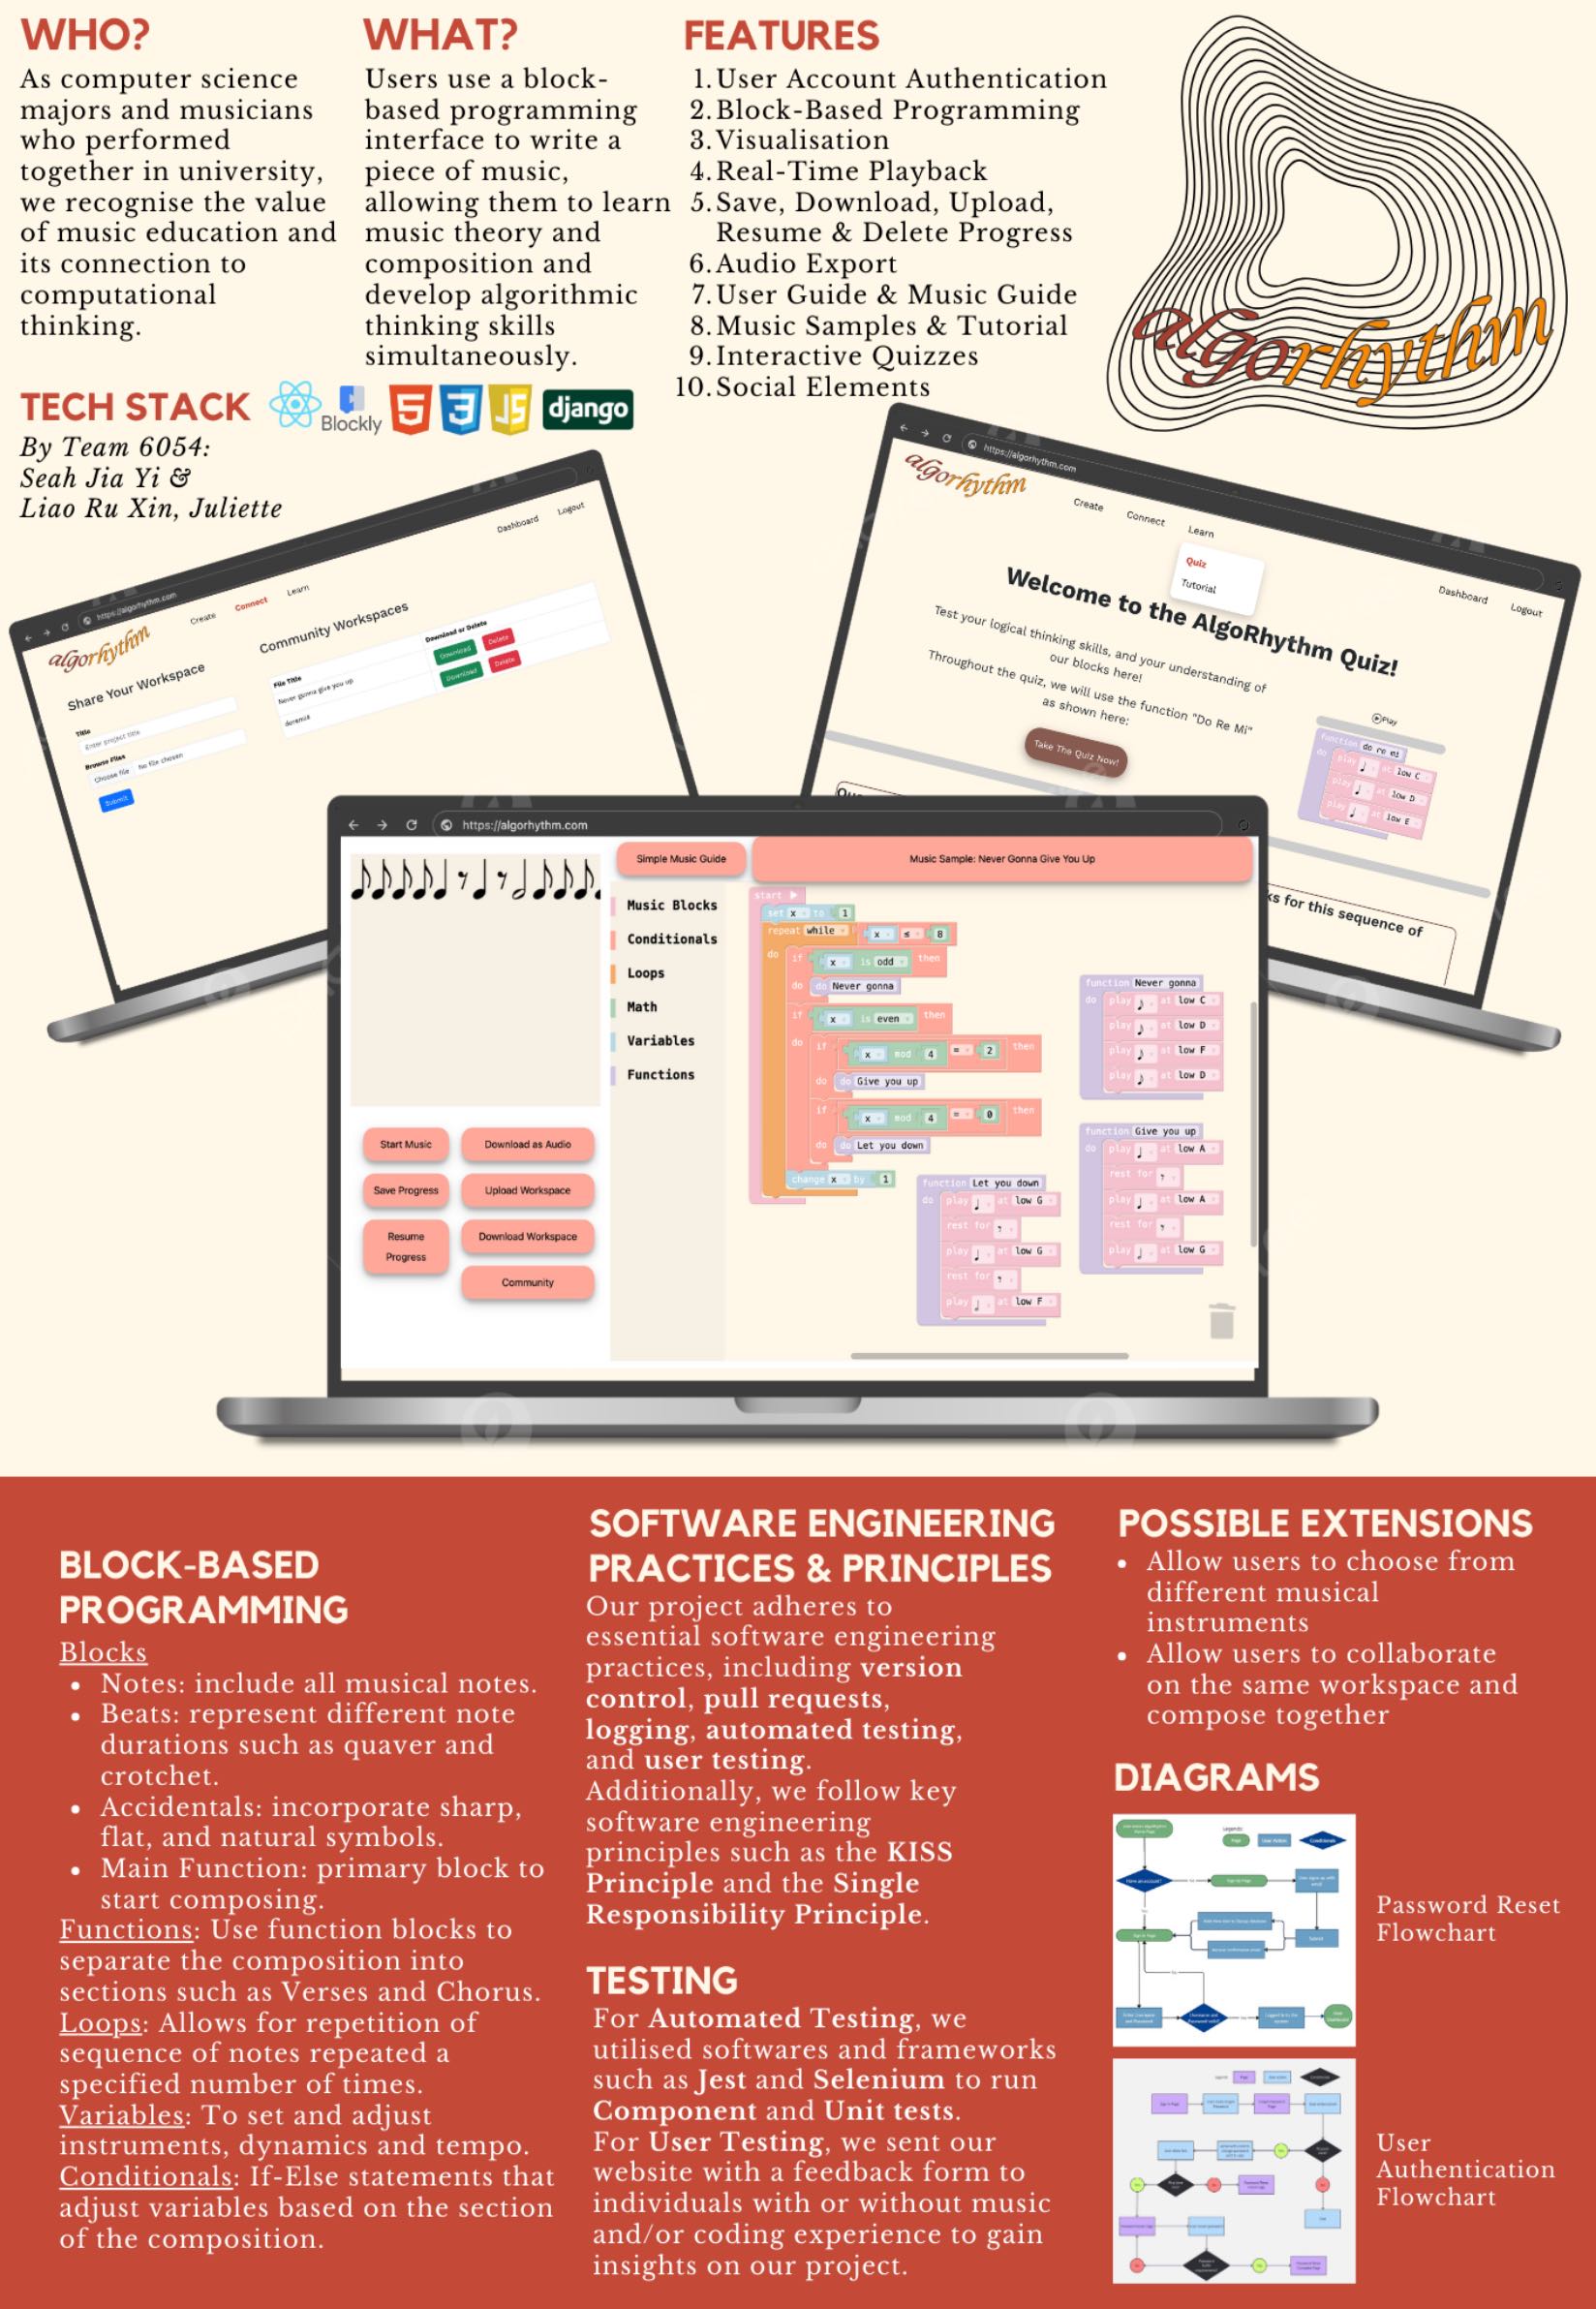 WHO?
As computer science
majors and musicians
who performed
together in university,
we recognise the value
of music education and
its connection to
computational
thinking.
WHAT?
Users use a block-
based programming
interface to write a
piece of music,
allowing them to learn
music theory and
composition and
develop algorithmic
thinking skills
simultaneously.
FEATURES
1. User Account Authentication
2. Block-Based Programming
3. Visualisation
4. Real-Time Playback
5. Save, Download, Upload,
Resume & Delete Progress
6. Audio Export
7. User Guide & Music Guide
8. Music Samples & Tutorial
9. Interactive Quizzes
10. Social Elements
algorhythm
TECH STACK
Blockly
5
3
JS
django
By Team 6054:
Seah Jia Yi &
Liao Ru Xin, Juliette
https://algorhythm.com
algorhythm
Create
Connect
Learn
Dashboard
Logout
Share Your Workspace
Title
Enter project title
Browse Files
Choose file
No file chosen
Submit
Community Workspaces
File Title
Download or Delete
Never gonna give you up
Download
Delete
doremi
Download
Delete
https://algorhythm.com
algorhythm
Create
Connect
Learn
Quiz
Tutorial
Dashboard
Logout
Welcome to the AlgoRhythm Quiz!
Test your logical thinking skills, and your understanding of
our blocks here!
Throughout the quiz, we will use the function "Do Re Mi"
as shown here:
Take The Quiz Now!
Play
function do re mi
do
play at low C
play at low D
play at low E
ks for this sequence of
https://algorhythm.com
Simple Music Guide
Music Sample: Never Gonna Give You Up
Music Blocks
Conditionals
Loops
Math
Variables
Functions
start
set x to 1
repeat while x ≤ 8
do
if x is odd then
do do Never gonna
if x is even then
do
if x mod 4 = 2 then
do do Give you up
if x mod 4 = 0 then
do do Let you down
change x by 1
function Never gonna
do
play at low C
play at low D
play at low F
play at low D
function Give you up
do
play at low A
rest for
play at low A
rest for
play at low G
function Let you down
do
play at low G
rest for
play at low G
rest for
play at low F
Start Music
Download as Audio
Save Progress
Upload Workspace
Resume
Progress
Download Workspace
Community
BLOCK-BASED
PROGRAMMING
Blocks
• Notes: include all musical notes.
• Beats: represent different note
durations such as quaver and
crotchet.
• Accidentals: incorporate sharp,
flat, and natural symbols.
• Main Function: primary block to
start composing.
Functions: Use function blocks to
separate the composition into
sections such as Verses and Chorus.
Loops: Allows for repetition of
sequence of notes repeated a
specified number of times.
Variables: To set and adjust
instruments, dynamics and tempo.
Conditionals: If-Else statements that
adjust variables based on the section
of the composition.
SOFTWARE ENGINEERING
PRACTICES & PRINCIPLES
Our project adheres to
essential software engineering
practices, including version
control, pull requests,
logging, automated testing,
and user testing.
Additionally, we follow key
software engineering
principles such as the KISS
Principle and the Single
Responsibility Principle.
TESTING
For Automated Testing, we
utilised softwares and frameworks
such as Jest and Selenium to run
Component and Unit tests.
For User Testing, we sent our
website with a feedback form to
individuals with or without music
and/or coding experience to gain
insights on our project.
POSSIBLE EXTENSIONS
• Allow users to choose from
different musical
instruments
• Allow users to collaborate
on the same workspace and
compose together
DIAGRAMS
Password Reset
Flowchart
User
Authentication
Flowchart